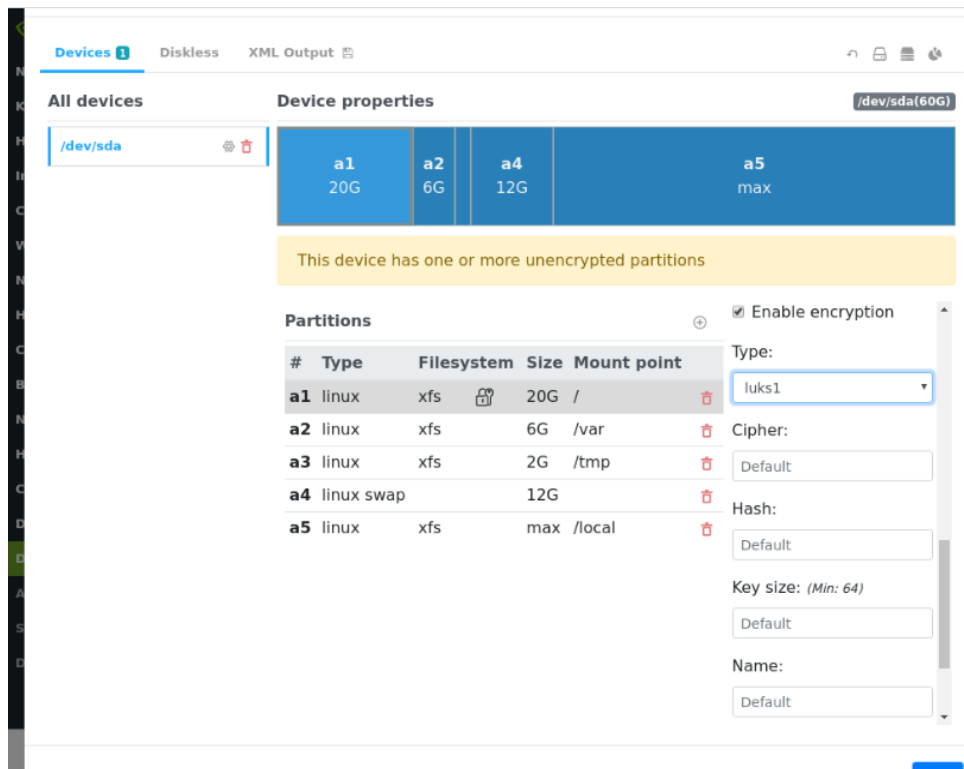 Devices 1 Diskless XML Output
All devices
Device properties /dev/sda(60G)
/dev/sda
a1 a2 a4 a5
20G 6G 12G max
This device has one or more unencrypted partitions
Partitions
# Type Filesystem Size Mount point
a1 linux xfs 20G /
a2 linux xfs 6G /var
a3 linux xfs 2G /tmp
a4 linux swap 12G
a5 linux xfs max /local
Enable encryption
Type:
luks1
Cipher:
Default
Hash:
Default
Key size: (Min: 64)
Default
Name:
Default